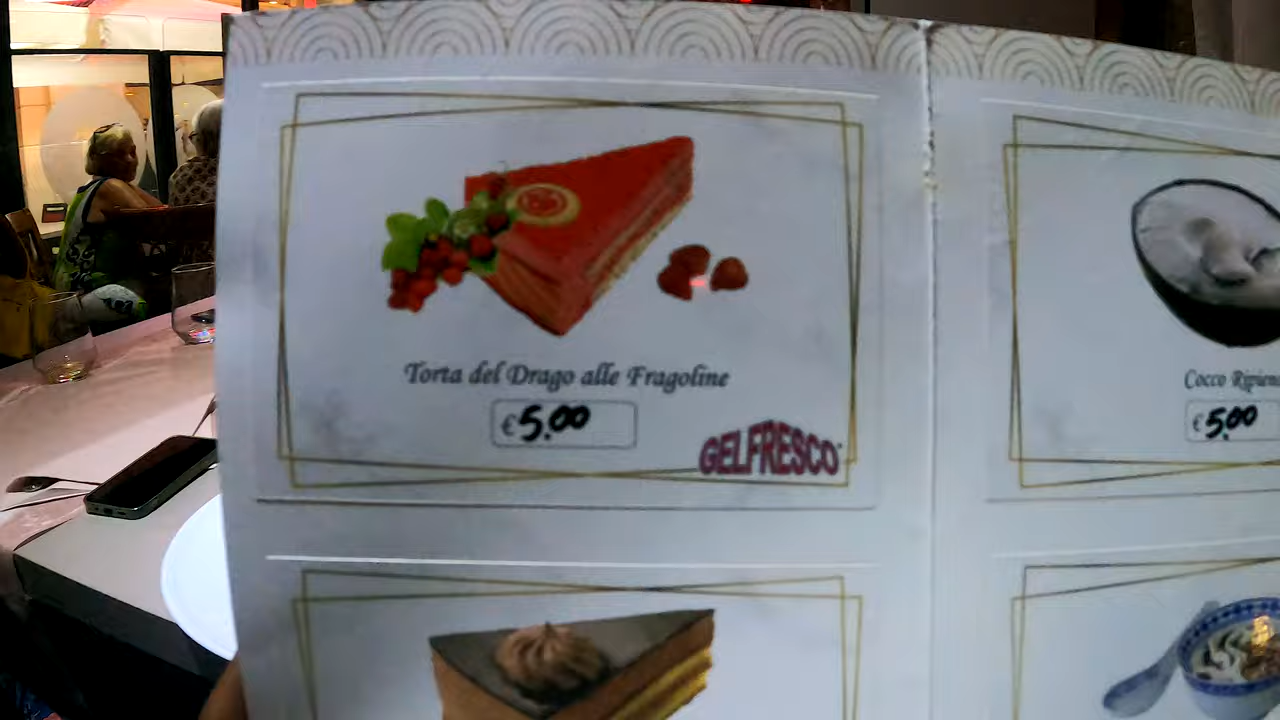 Torta del Drago alle Fragoline
€5.00
GELFRESCO
Cocco
€5.00